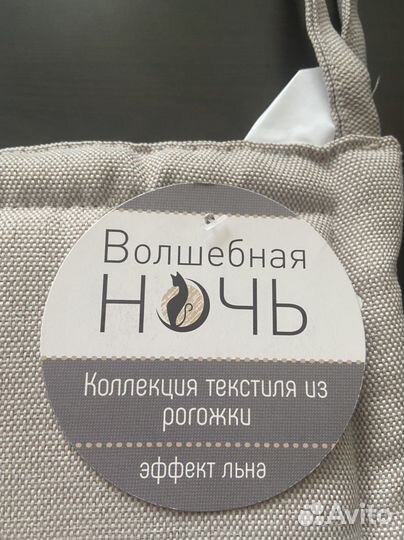 Волшебная
НОЧЬ
Коллекция текстиля из
рогожки
эффект льна
Avito